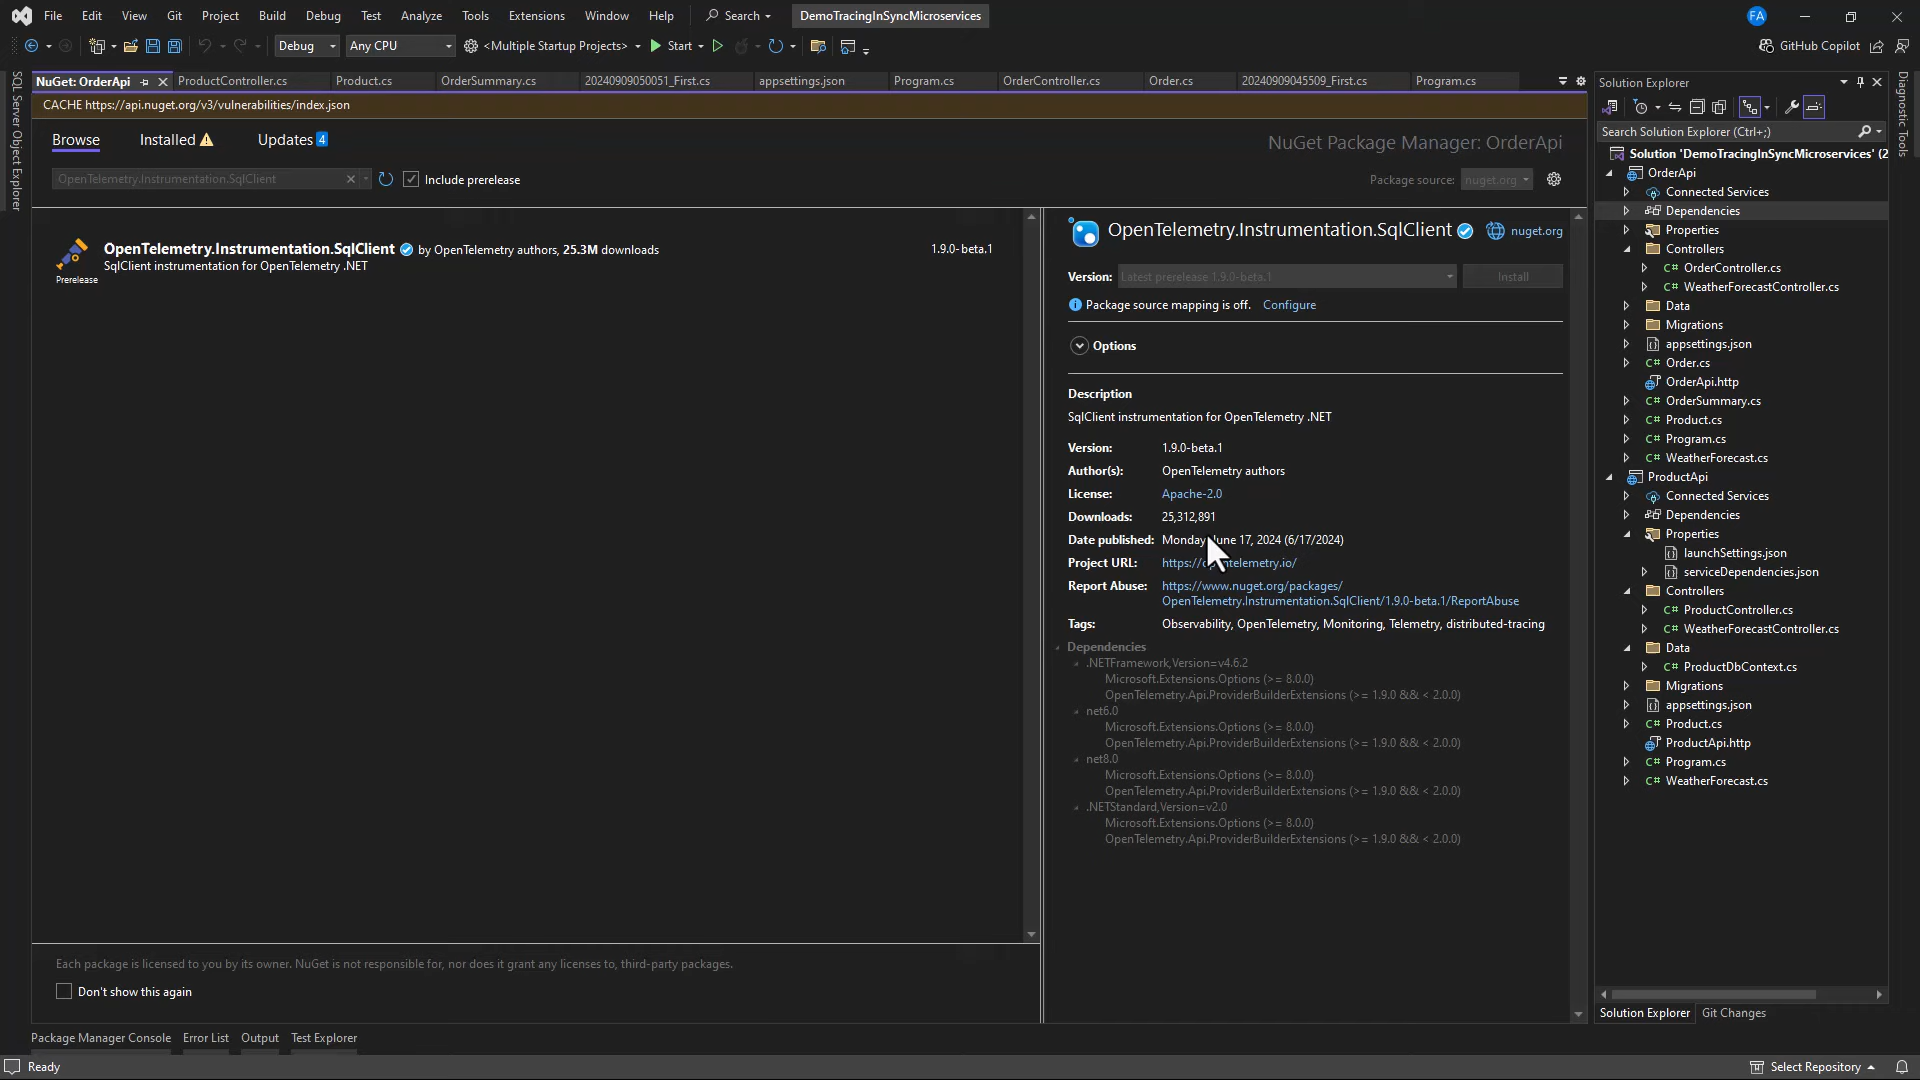 File Edit View Git Project Build Debug Test Analyze Tools Extensions Window Help Search DemoTracingInSyncMicroservices FA
Debug Any CPU <Multiple Startup Projects> Start GitHub Copilot
NuGet: OrderApi ProductController.cs Product.cs OrderSummary.cs 20240909050051_First.cs appsettings.json Program.cs OrderController.cs Order.cs 20240909045509_First.cs Program.cs
CACHE https://api.nuget.org/v3/vulnerabilities/index.json
Browse Installed Updates 4
NuGet Package Manager: OrderApi
OpenTelemetry.Instrumentation.SqlClient Include prerelease
Package source: nuget.org
OpenTelemetry.Instrumentation.SqlClient by OpenTelemetry authors, 25.3M downloads 1.9.0-beta.1
SqlClient instrumentation for OpenTelemetry .NET
Prerelease
OpenTelemetry.Instrumentation.SqlClient nuget.org
Version: Latest prerelease 1.9.0-beta.1 Install
Package source mapping is off. Configure
Options
Description
SqlClient instrumentation for OpenTelemetry .NET
Version: 1.9.0-beta.1
Author(s): OpenTelemetry authors
License: Apache-2.0
Downloads: 25,312,891
Date published: Monday, June 17, 2024 (6/17/2024)
Project URL: https://opentelemetry.io/
Report Abuse: https://www.nuget.org/packages/
OpenTelemetry.Instrumentation.SqlClient/1.9.0-beta.1/ReportAbuse
Tags: Observability, OpenTelemetry, Monitoring, Telemetry, distributed-tracing
Dependencies
.NETFramework,Version=v4.6.2
Microsoft.Extensions.Options (>= 8.0.0)
OpenTelemetry.Api.ProviderBuilderExtensions (>= 1.9.0 && < 2.0.0)
net6.0
Microsoft.Extensions.Options (>= 8.0.0)
OpenTelemetry.Api.ProviderBuilderExtensions (>= 1.9.0 && < 2.0.0)
net8.0
Microsoft.Extensions.Options (>= 8.0.0)
OpenTelemetry.Api.ProviderBuilderExtensions (>= 1.9.0 && < 2.0.0)
.NETStandard,Version=v2.0
Microsoft.Extensions.Options (>= 8.0.0)
OpenTelemetry.Api.ProviderBuilderExtensions (>= 1.9.0 && < 2.0.0)
Each package is licensed to you by its owner. NuGet is not responsible for, nor does it grant any licenses to, third-party packages.
Don't show this again
SQL Server Object Explorer
Solution Explorer
Search Solution Explorer (Ctrl+;)
Solution 'DemoTracingInSyncMicroservices' (2
OrderApi
Connected Services
Dependencies
Properties
Controllers
C# OrderController.cs
C# WeatherForecastController.cs
Data
Migrations
appsettings.json
C# Order.cs
OrderApi.http
C# OrderSummary.cs
C# Product.cs
C# Program.cs
C# WeatherForecast.cs
ProductApi
Connected Services
Dependencies
Properties
launchSettings.json
serviceDependencies.json
Controllers
C# ProductController.cs
C# WeatherForecastController.cs
Data
C# ProductDbContext.cs
Migrations
appsettings.json
C# Product.cs
ProductApi.http
C# Program.cs
C# WeatherForecast.cs
Solution Explorer Git Changes
Diagnostic Tools
Package Manager Console Error List Output Test Explorer
Ready Select Repository